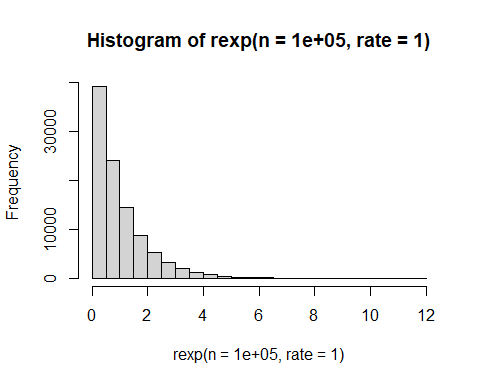 Histogram of rexp(n = 1e+05, rate = 1)
Frequency
30000
10000
0
0 2 4 6 8 10 12
rexp(n = 1e+05, rate = 1)